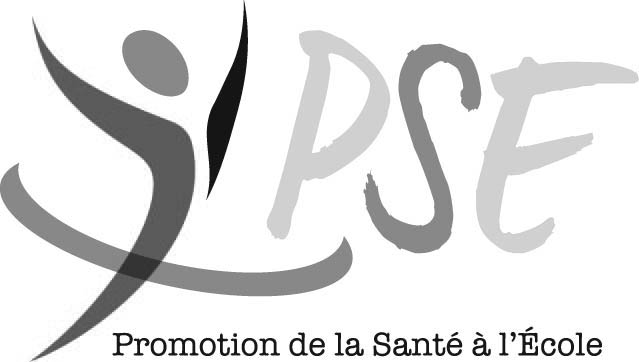 PSE
Promotion de la Santé à l'École